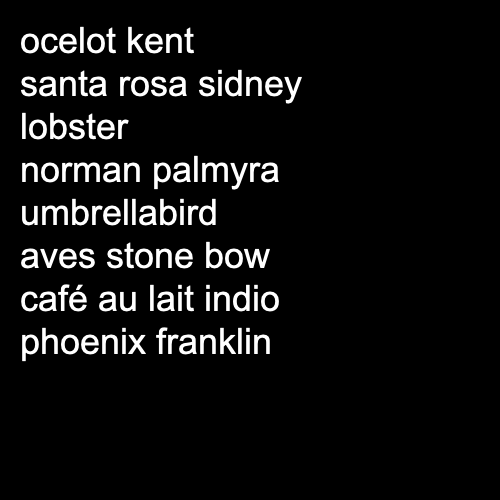 ocelot kent
santa rosa sidney
lobster
norman palmyra
umbrellabird
aves stone bow
café au lait indio
phoenix franklin